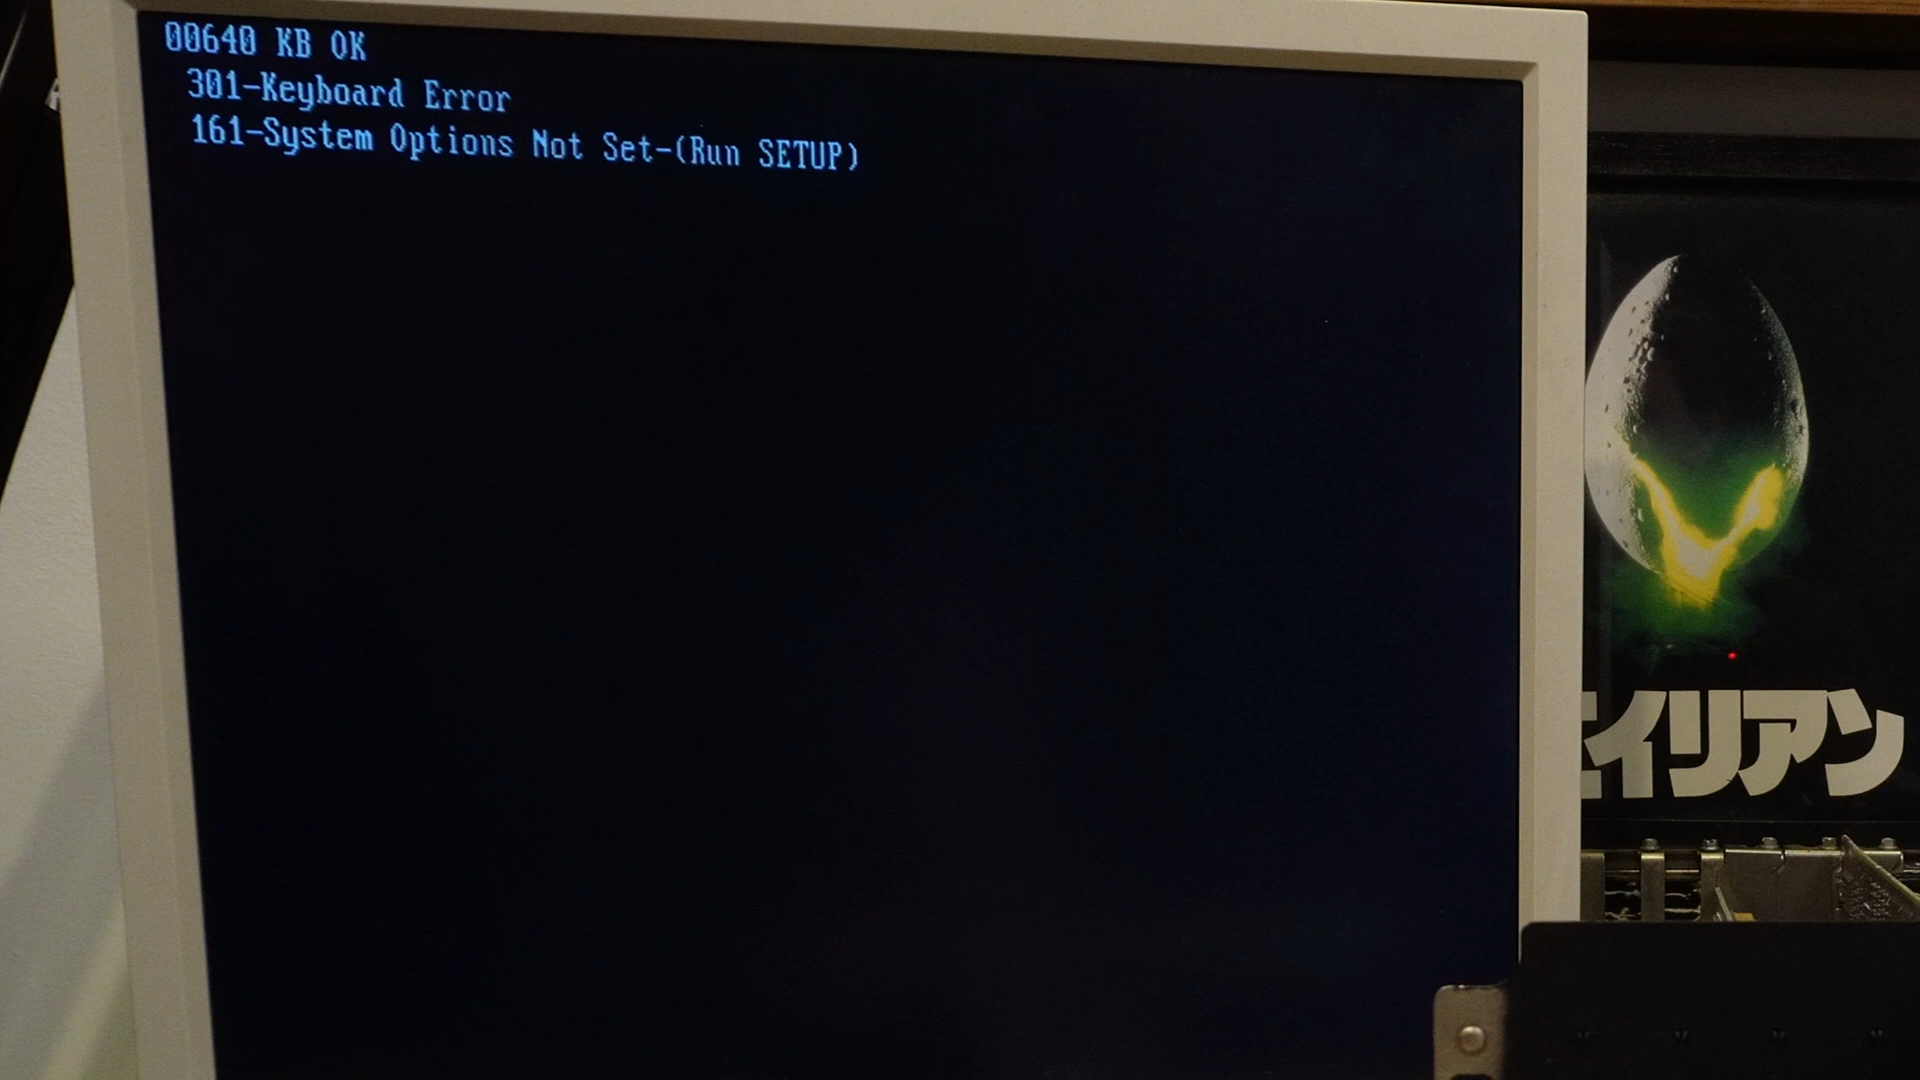 00640 KB OK
301-Keyboard Error
161-System Options Not Set-(Run SETUP)
エイリアン